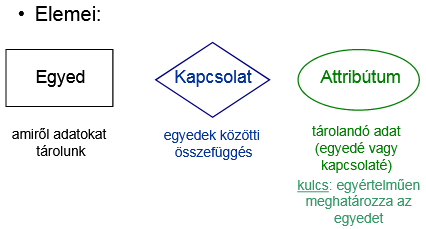 • Elemei:
Egyed
Kapcsolat
Attribútum
amiről adatokat
tárolunk
egyedek közötti
összefüggés
tárolandó adat
(egyedé vagy
kapcsolaté)
kulcs: egyértelműen
meghatározza az
egyedet